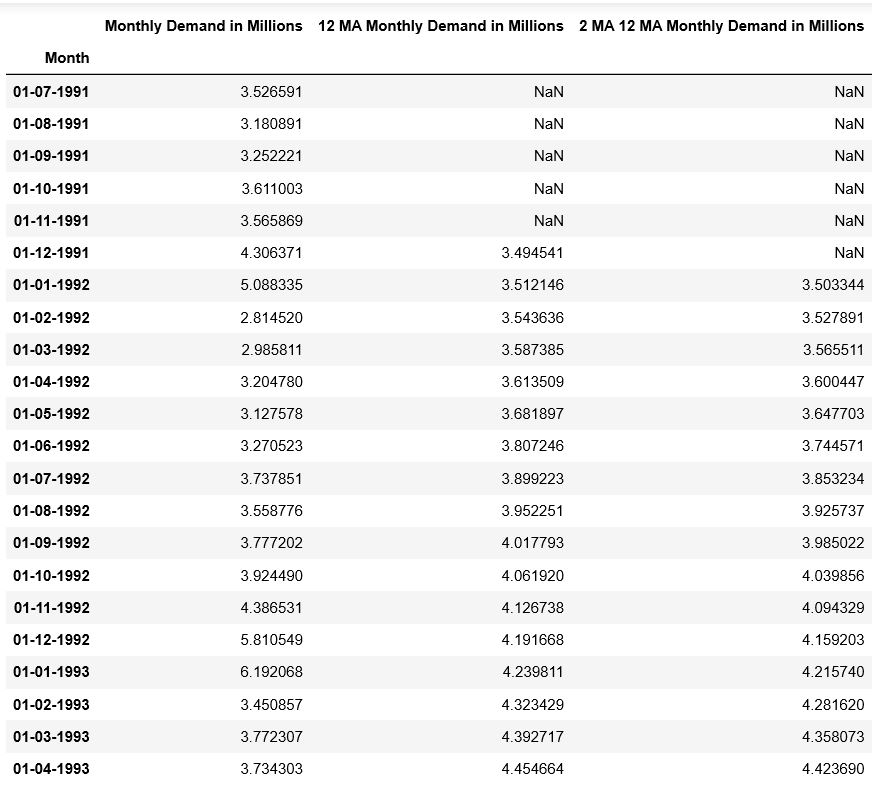 Monthly Demand in Millions 12 MA Monthly Demand in Millions 2 MA 12 MA Monthly Demand in Millions
Month
01-07-1991 3.526591 NaN NaN
01-08-1991 3.180891 NaN NaN
01-09-1991 3.252221 NaN NaN
01-10-1991 3.611003 NaN NaN
01-11-1991 3.565869 NaN NaN
01-12-1991 4.306371 3.494541 NaN
01-01-1992 5.088335 3.512146 3.503344
01-02-1992 2.814520 3.543636 3.527891
01-03-1992 2.985811 3.587385 3.565511
01-04-1992 3.204780 3.613509 3.600447
01-05-1992 3.127578 3.681897 3.647703
01-06-1992 3.270523 3.807246 3.744571
01-07-1992 3.737851 3.899223 3.853234
01-08-1992 3.558776 3.952251 3.925737
01-09-1992 3.777202 4.017793 3.985022
01-10-1992 3.924490 4.061920 4.039856
01-11-1992 4.386531 4.126738 4.094329
01-12-1992 5.810549 4.191668 4.159203
01-01-1993 6.192068 4.239811 4.215740
01-02-1993 3.450857 4.323429 4.281620
01-03-1993 3.772307 4.392717 4.358073
01-04-1993 3.734303 4.454664 4.423690